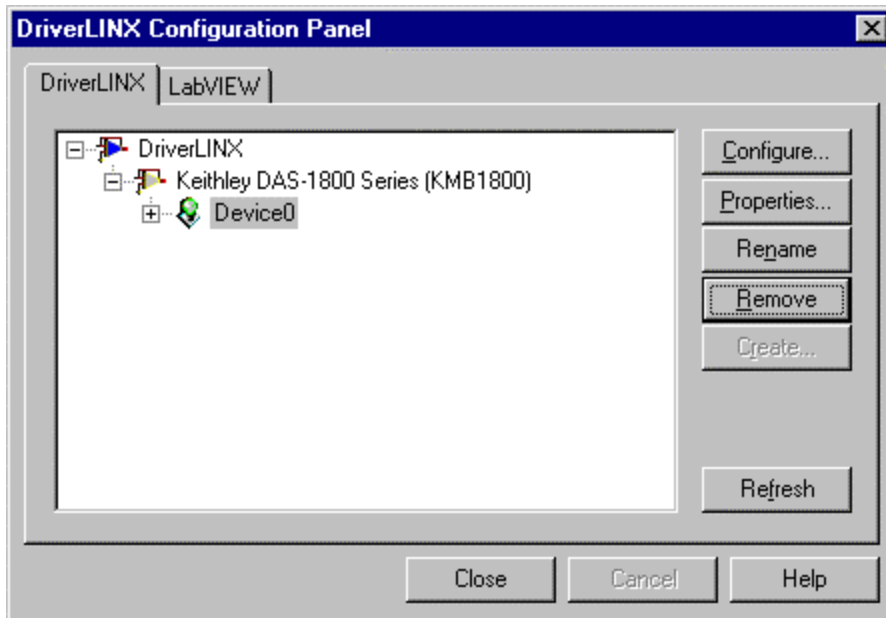 DriverLINX Configuration Panel
DriverLINX
LabVIEW
DriverLINX
Keithley DAS-1800 Series (KMB1800)
Device0
Configure...
Properties...
Rename
Remove
Create...
Refresh
Close
Cancel
Help